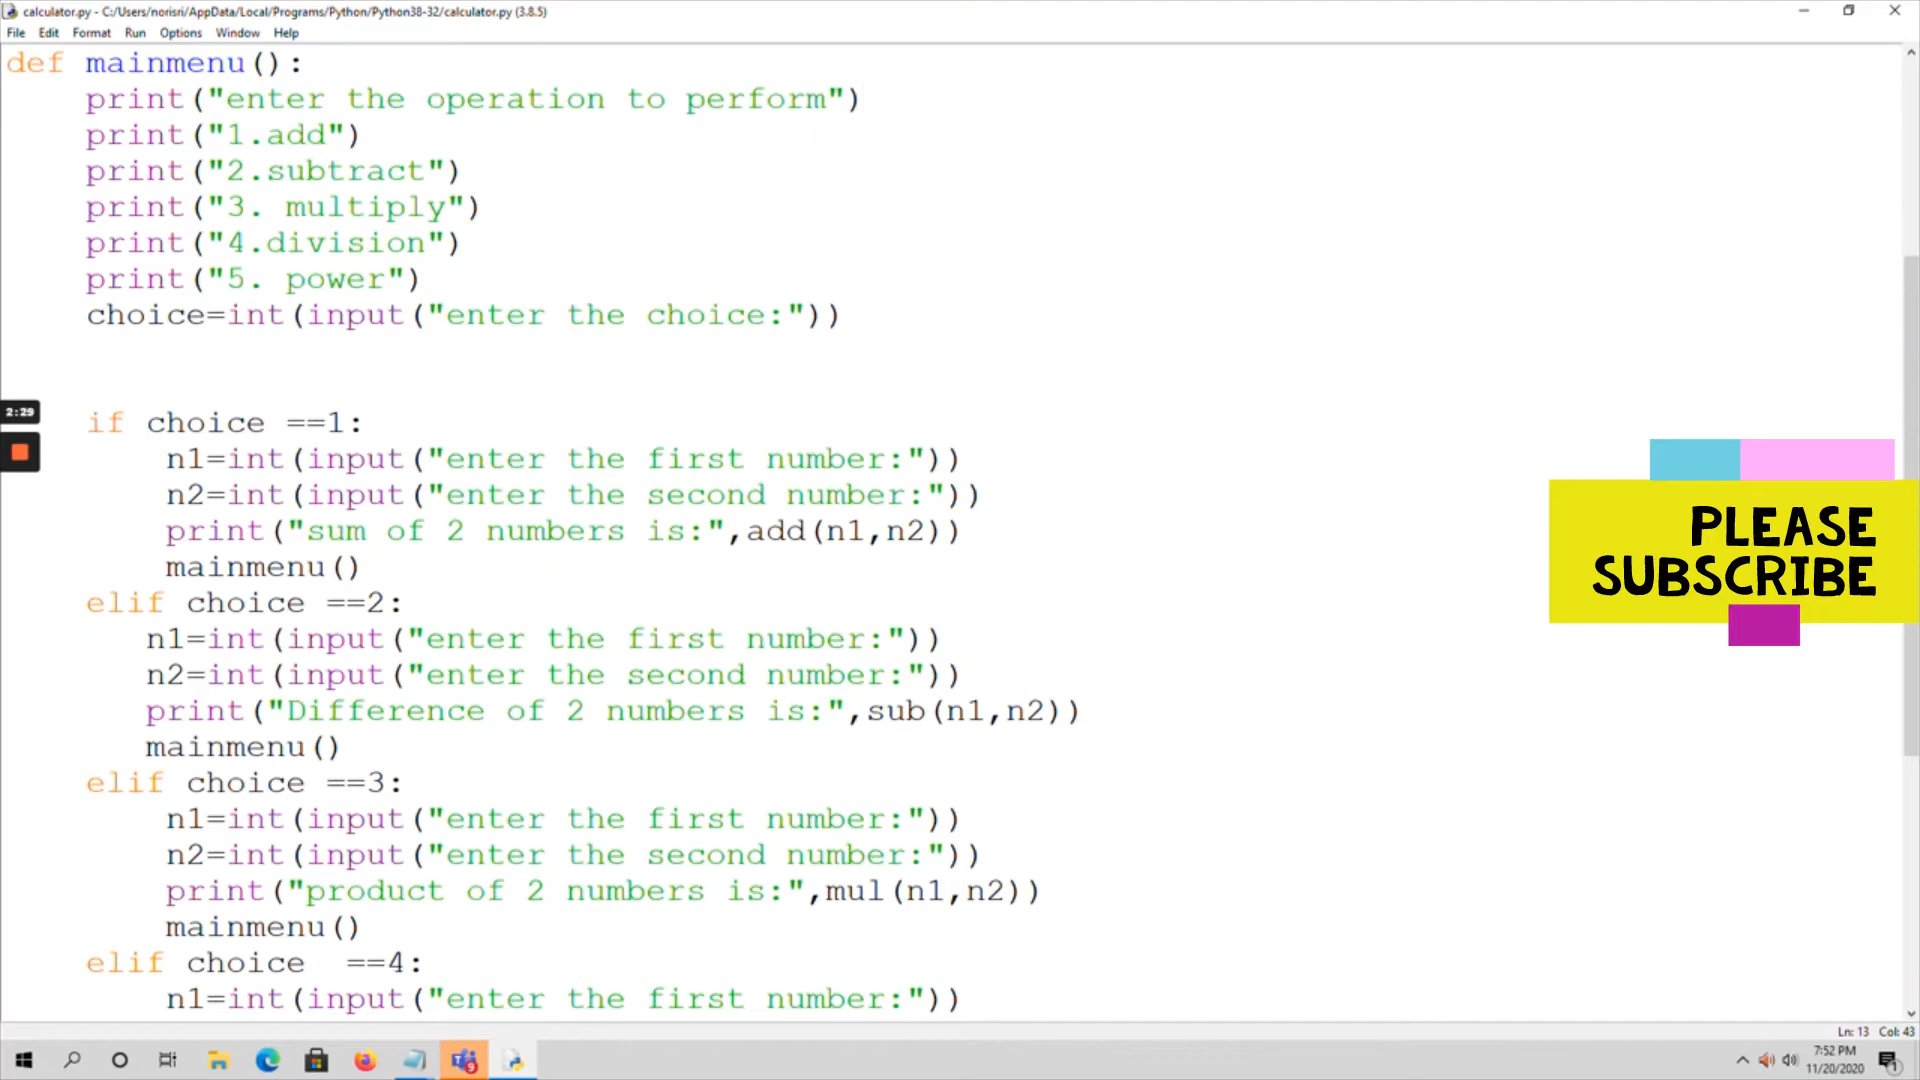 calculator.py - C:/Users/norisri/AppData/Local/Programs/Python/Python38-32/calculator.py (3.8.5)
File Edit Format Run Options Window Help
def mainmenu():
    print("enter the operation to perform")
    print("1.add")
    print("2.subtract")
    print("3. multiply")
    print("4.division")
    print("5. power")
    choice=int(input("enter the choice:"))
2:29
    if choice ==1:
        n1=int(input("enter the first number:"))
        n2=int(input("enter the second number:"))
        print("sum of 2 numbers is:",add(n1,n2))
        mainmenu()
    elif choice ==2:
       n1=int(input("enter the first number:"))
       n2=int(input("enter the second number:"))
       print("Difference of 2 numbers is:",sub(n1,n2))
       mainmenu()
    elif choice ==3:
        n1=int(input("enter the first number:"))
        n2=int(input("enter the second number:"))
        print("product of 2 numbers is:",mul(n1,n2))
        mainmenu()
    elif choice  ==4:
        n1=int(input("enter the first number:"))
PLEASE
SUBSCRIBE
Ln: 13 Col: 43
9
7:52 PM
11/20/2020
1